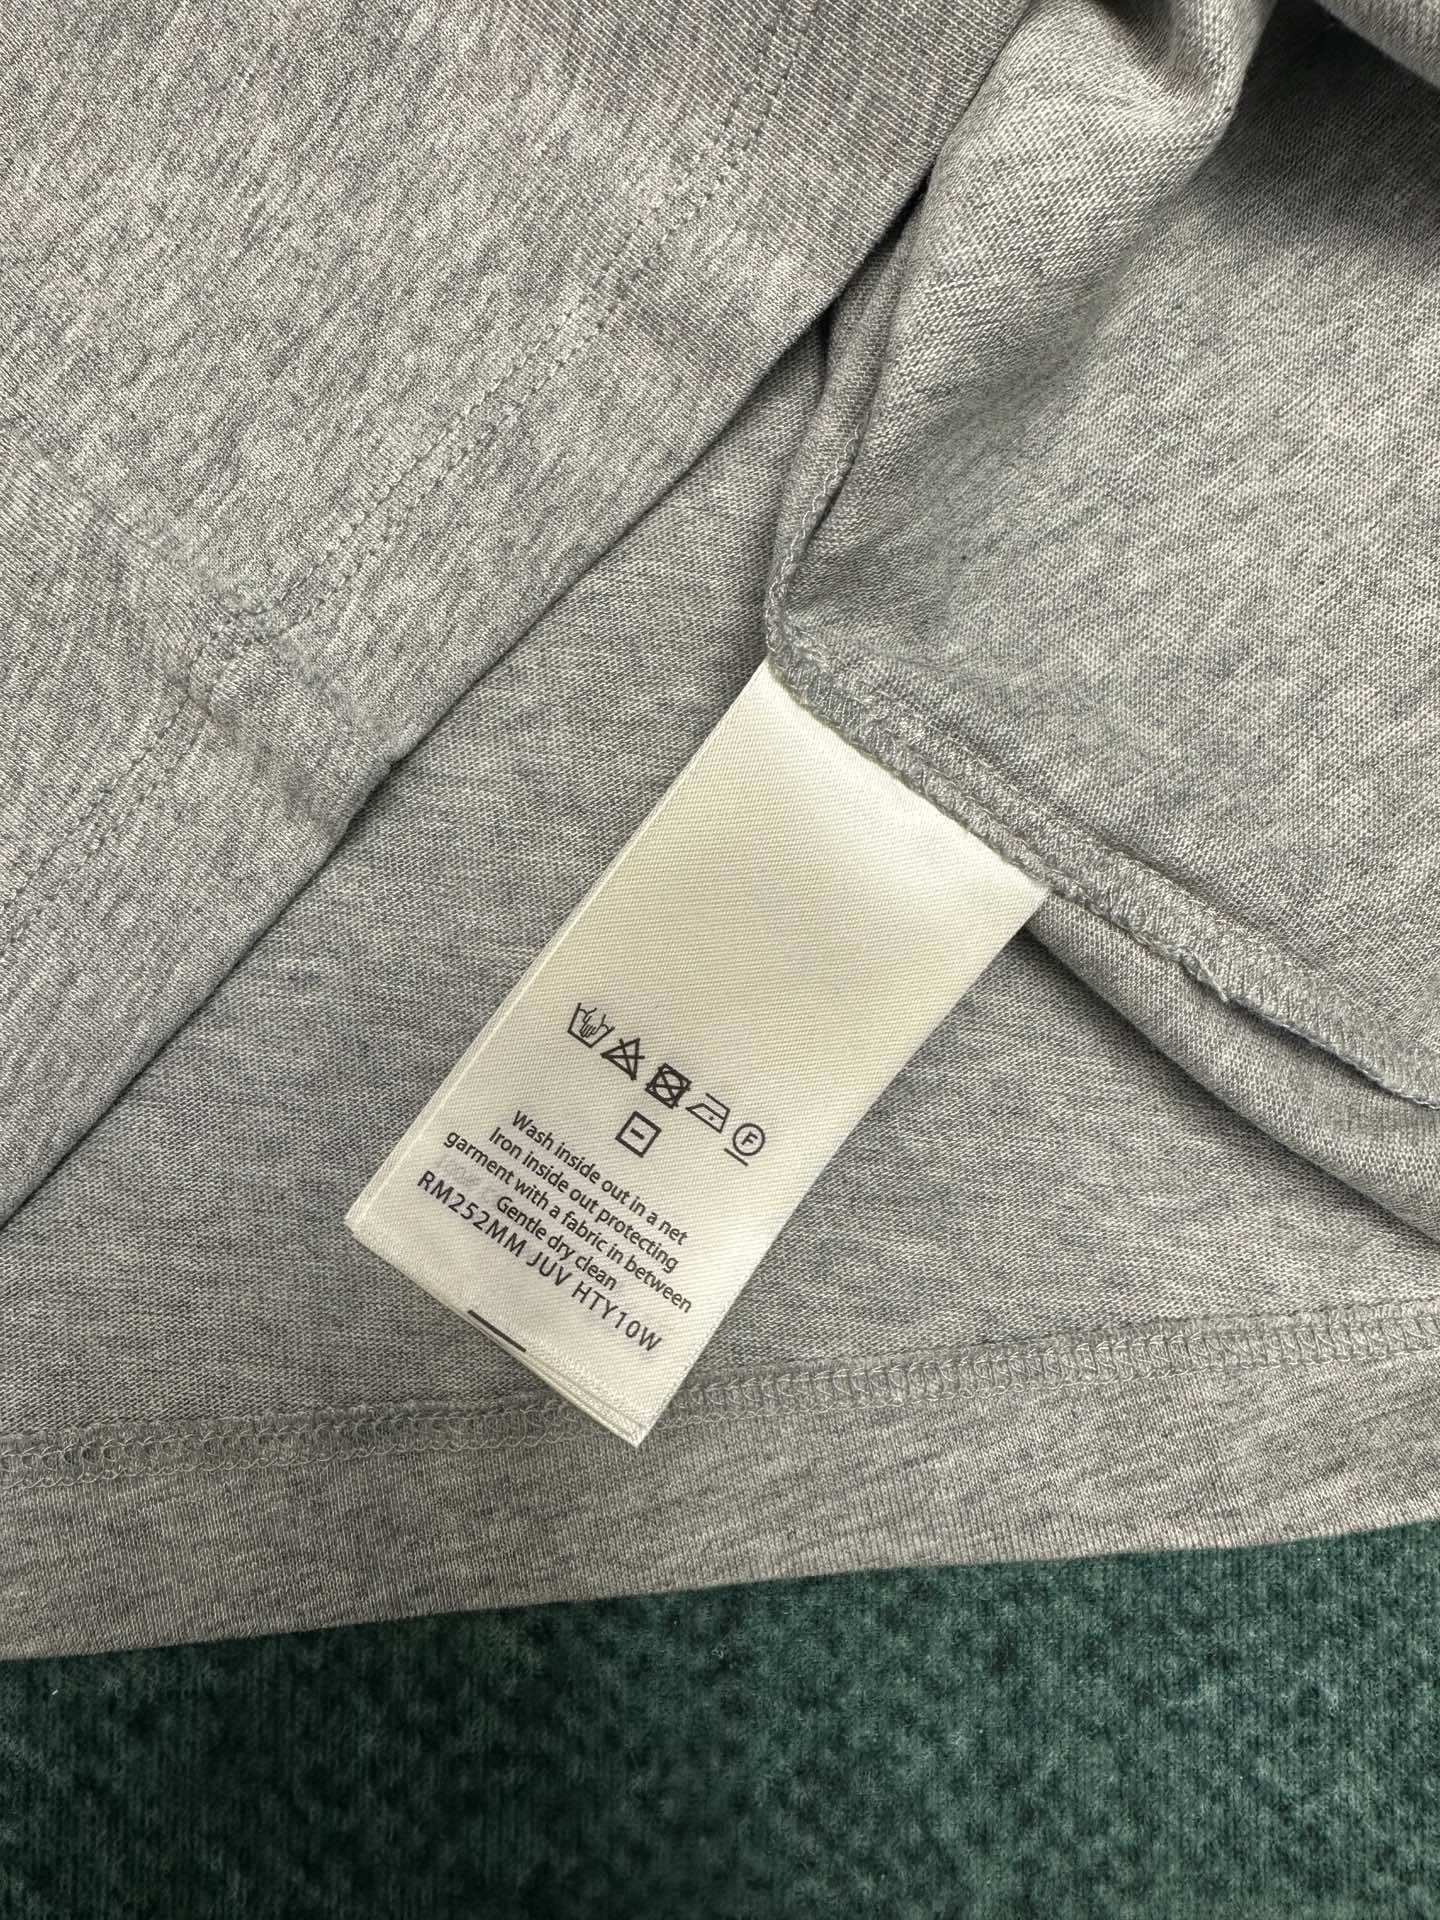 F
Wash inside out in a net
Iron inside out protecting
garment with a fabric in between
Gentle dry clean
RM252MM JUV HTY10W